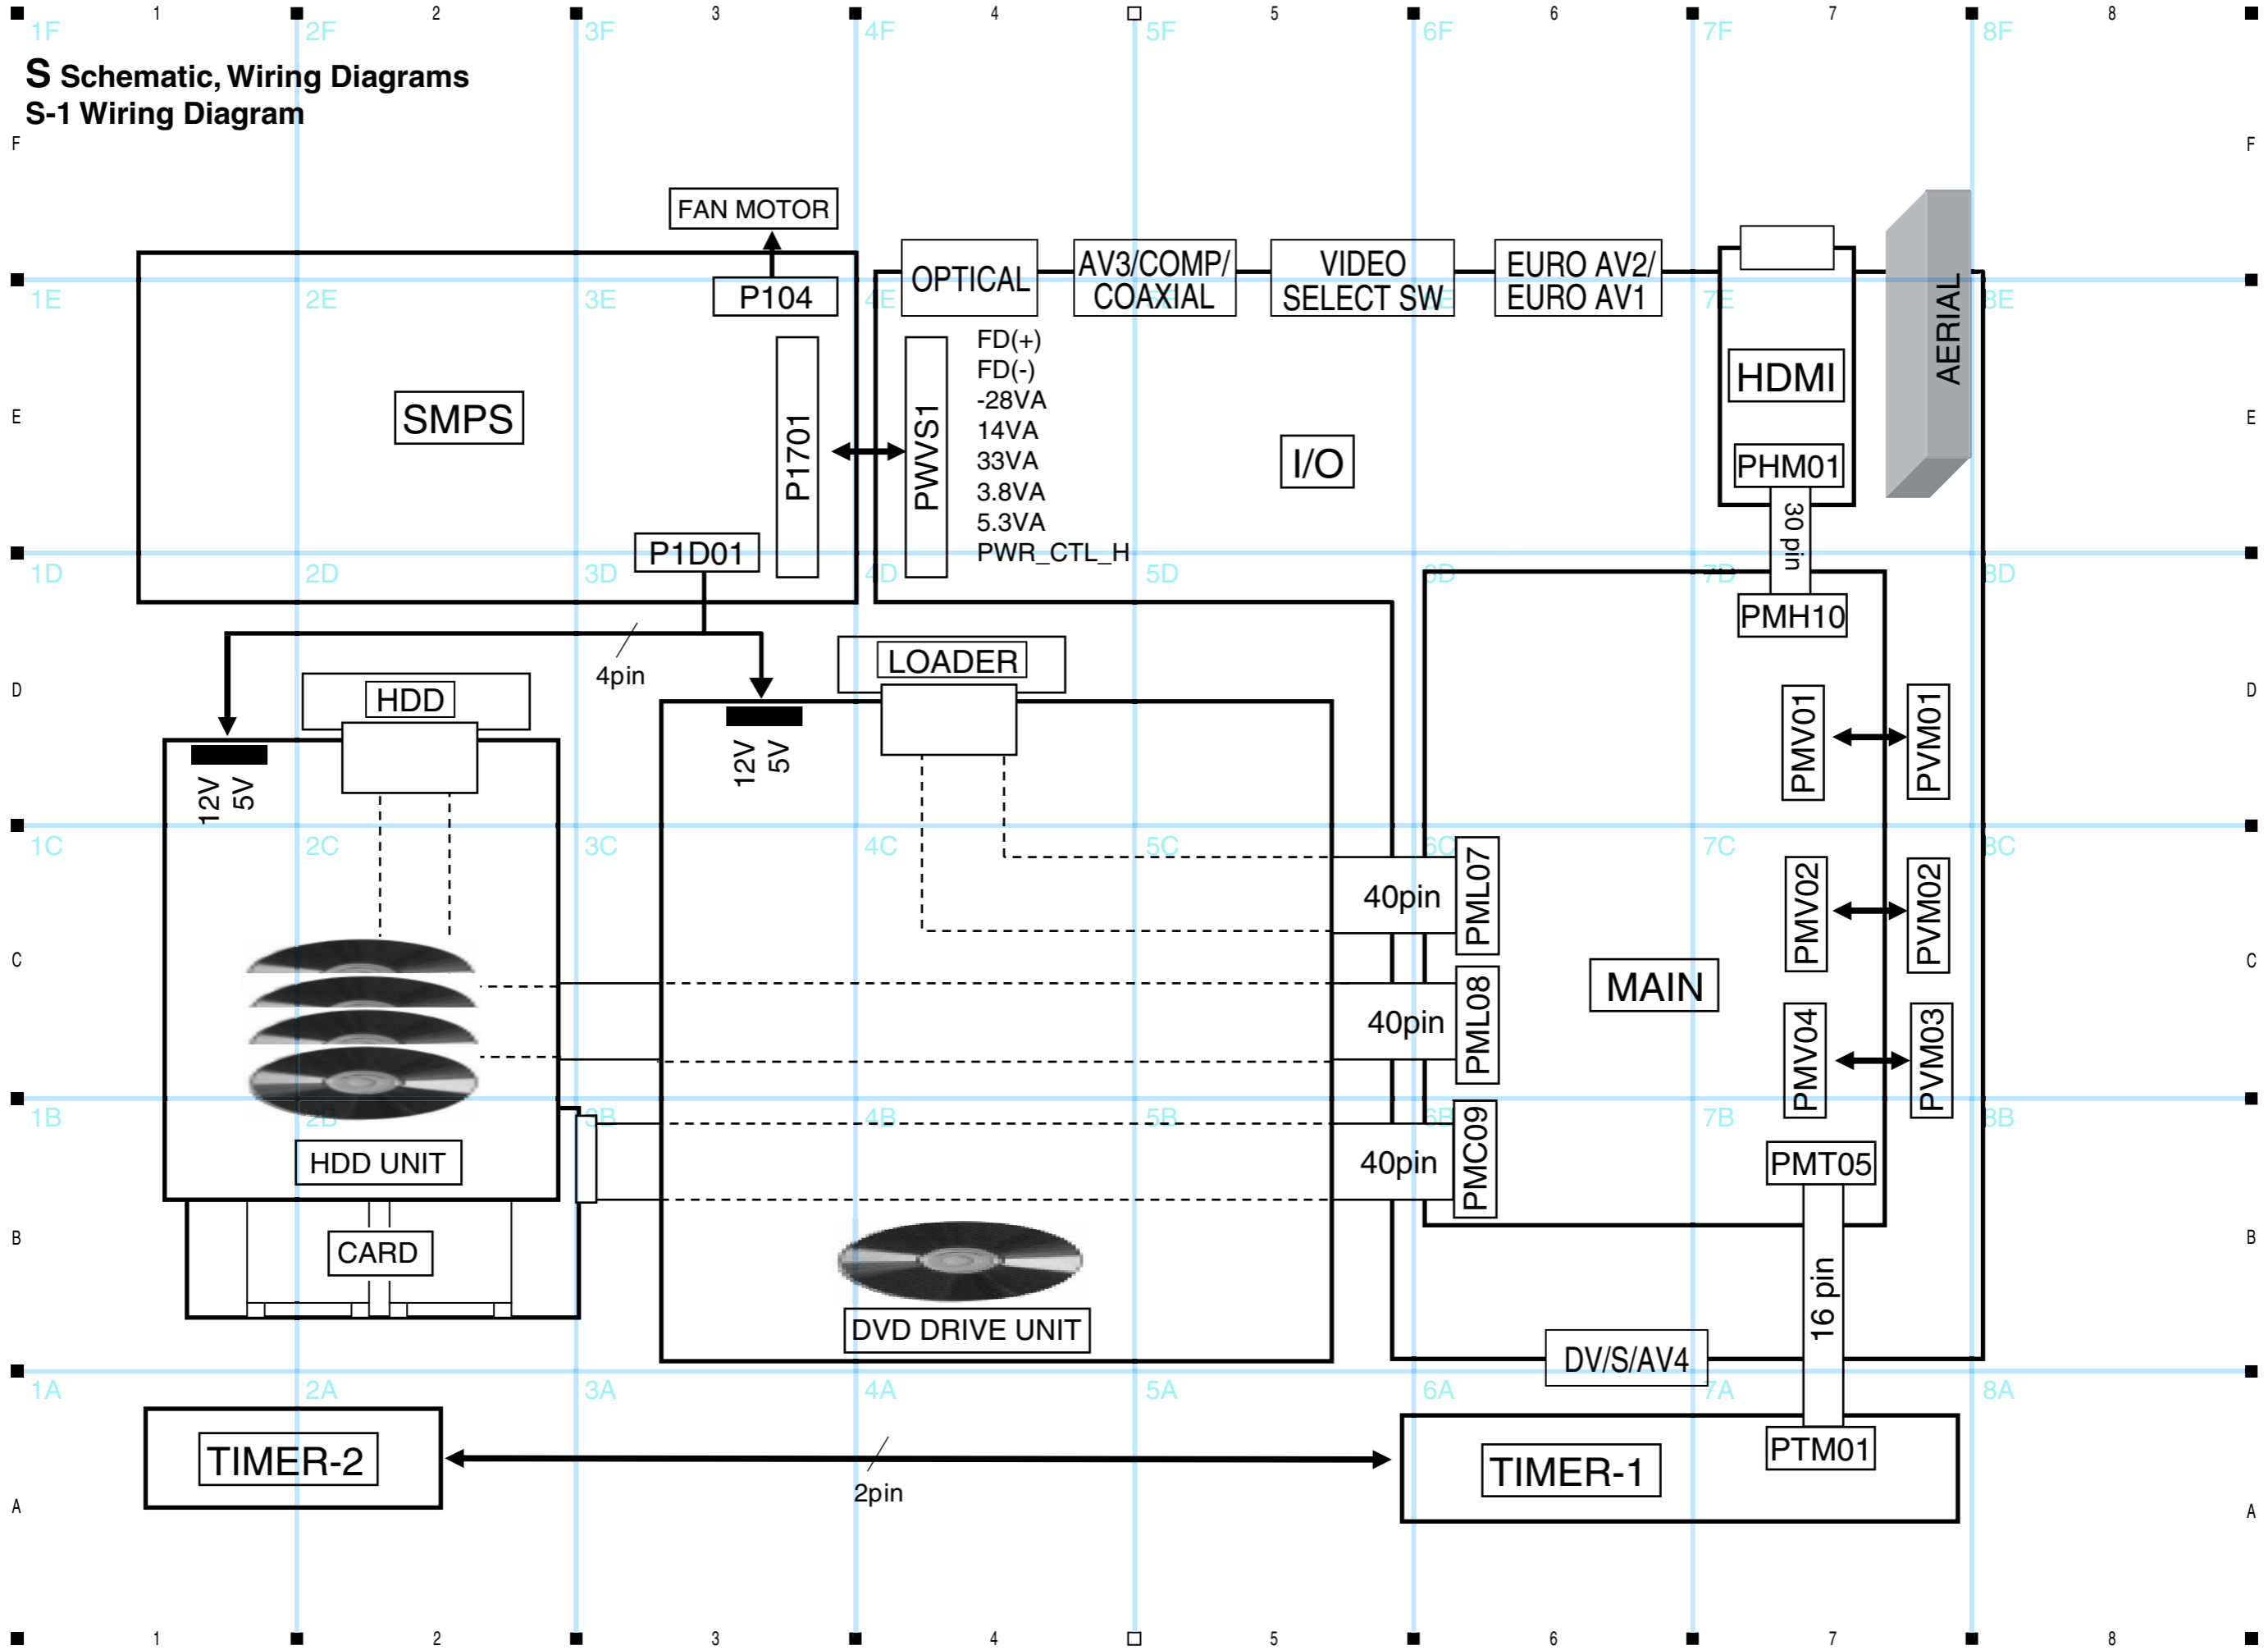 1 2 3 4 5 6 7 8
1F 2F 3F 4F 5F 6F 7F 8F
S Schematic, Wiring Diagrams
S-1 Wiring Diagram
F F
FAN MOTOR
P104
OPTICAL
AV3/COMP/
COAXIAL
VIDEO
SELECT SW
EURO AV2/
EURO AV1
AERIAL
1E 2E 3E 4E 5E 6E 7E 8E
FD(+)
FD(-)
-28VA
14VA
33VA
3.8VA
5.3VA
PWR_CTL_H
HDMI
E E
SMPS
P1701
PWVS1
I/O
PHM01
30 pin
P1D01
1D 2D 3D 4D 5D 6D 7D 8D
PMH10
4pin
LOADER
D D
HDD
12V
5V
12V
5V
PMV01
PVM01
1C 2C 3C 4C 5C 6C 7C 8C
40pin
PML07
PMV02
PVM02
C C
MAIN
40pin
PML08
PMV04
PVM03
1B 2B 3B 4B 5B 6B 7B 8B
HDD UNIT
40pin
PMC09
PMT05
B B
CARD
16 pin
DVD DRIVE UNIT
DV/S/AV4
1A 2A 3A 4A 5A 6A 7A 8A
TIMER-2
2pin
TIMER-1
PTM01
A A
1 2 3 4 5 6 7 8